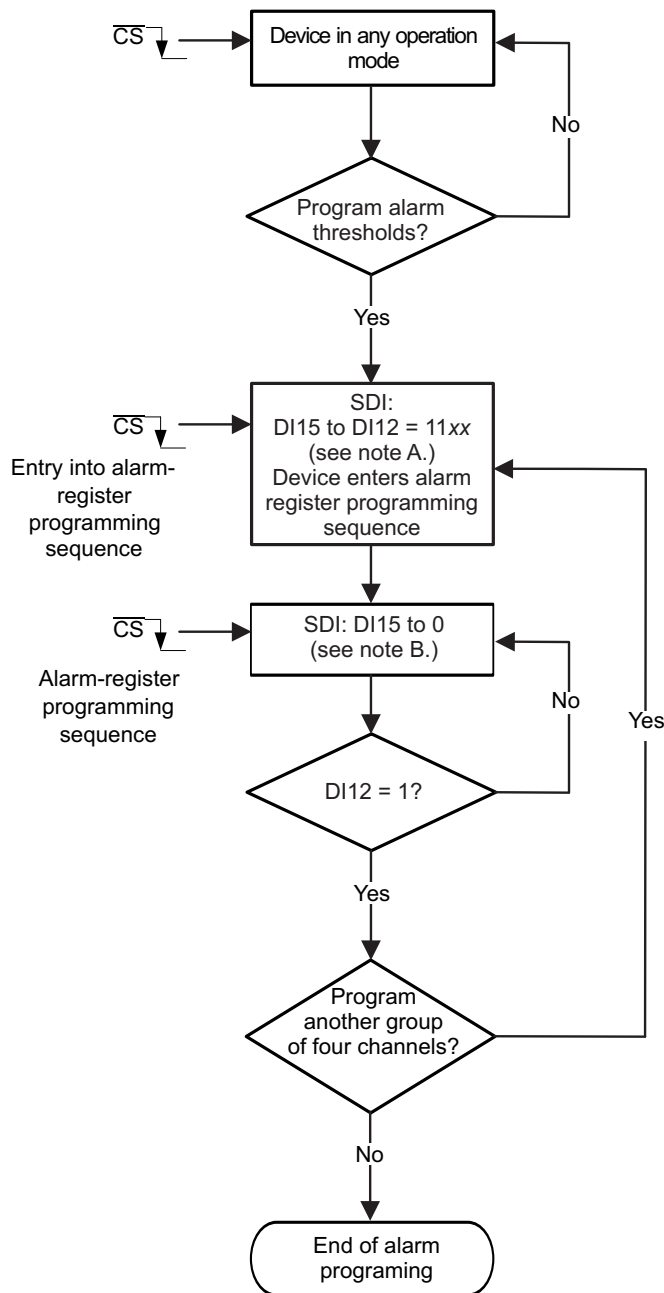 CS
Device in any operation
mode
No
Program alarm
thresholds?
Yes
CS
Entry into alarm-
register
programming
sequence
SDI:
DI15 to DI12 = 11xx
(see note A.)
Device enters alarm
register programming
sequence
CS
Alarm-register
programming
sequence
SDI: DI15 to 0
(see note B.)
No
Yes
DI12 = 1?
Yes
Program
another group
of four channels?
No
End of alarm
programing